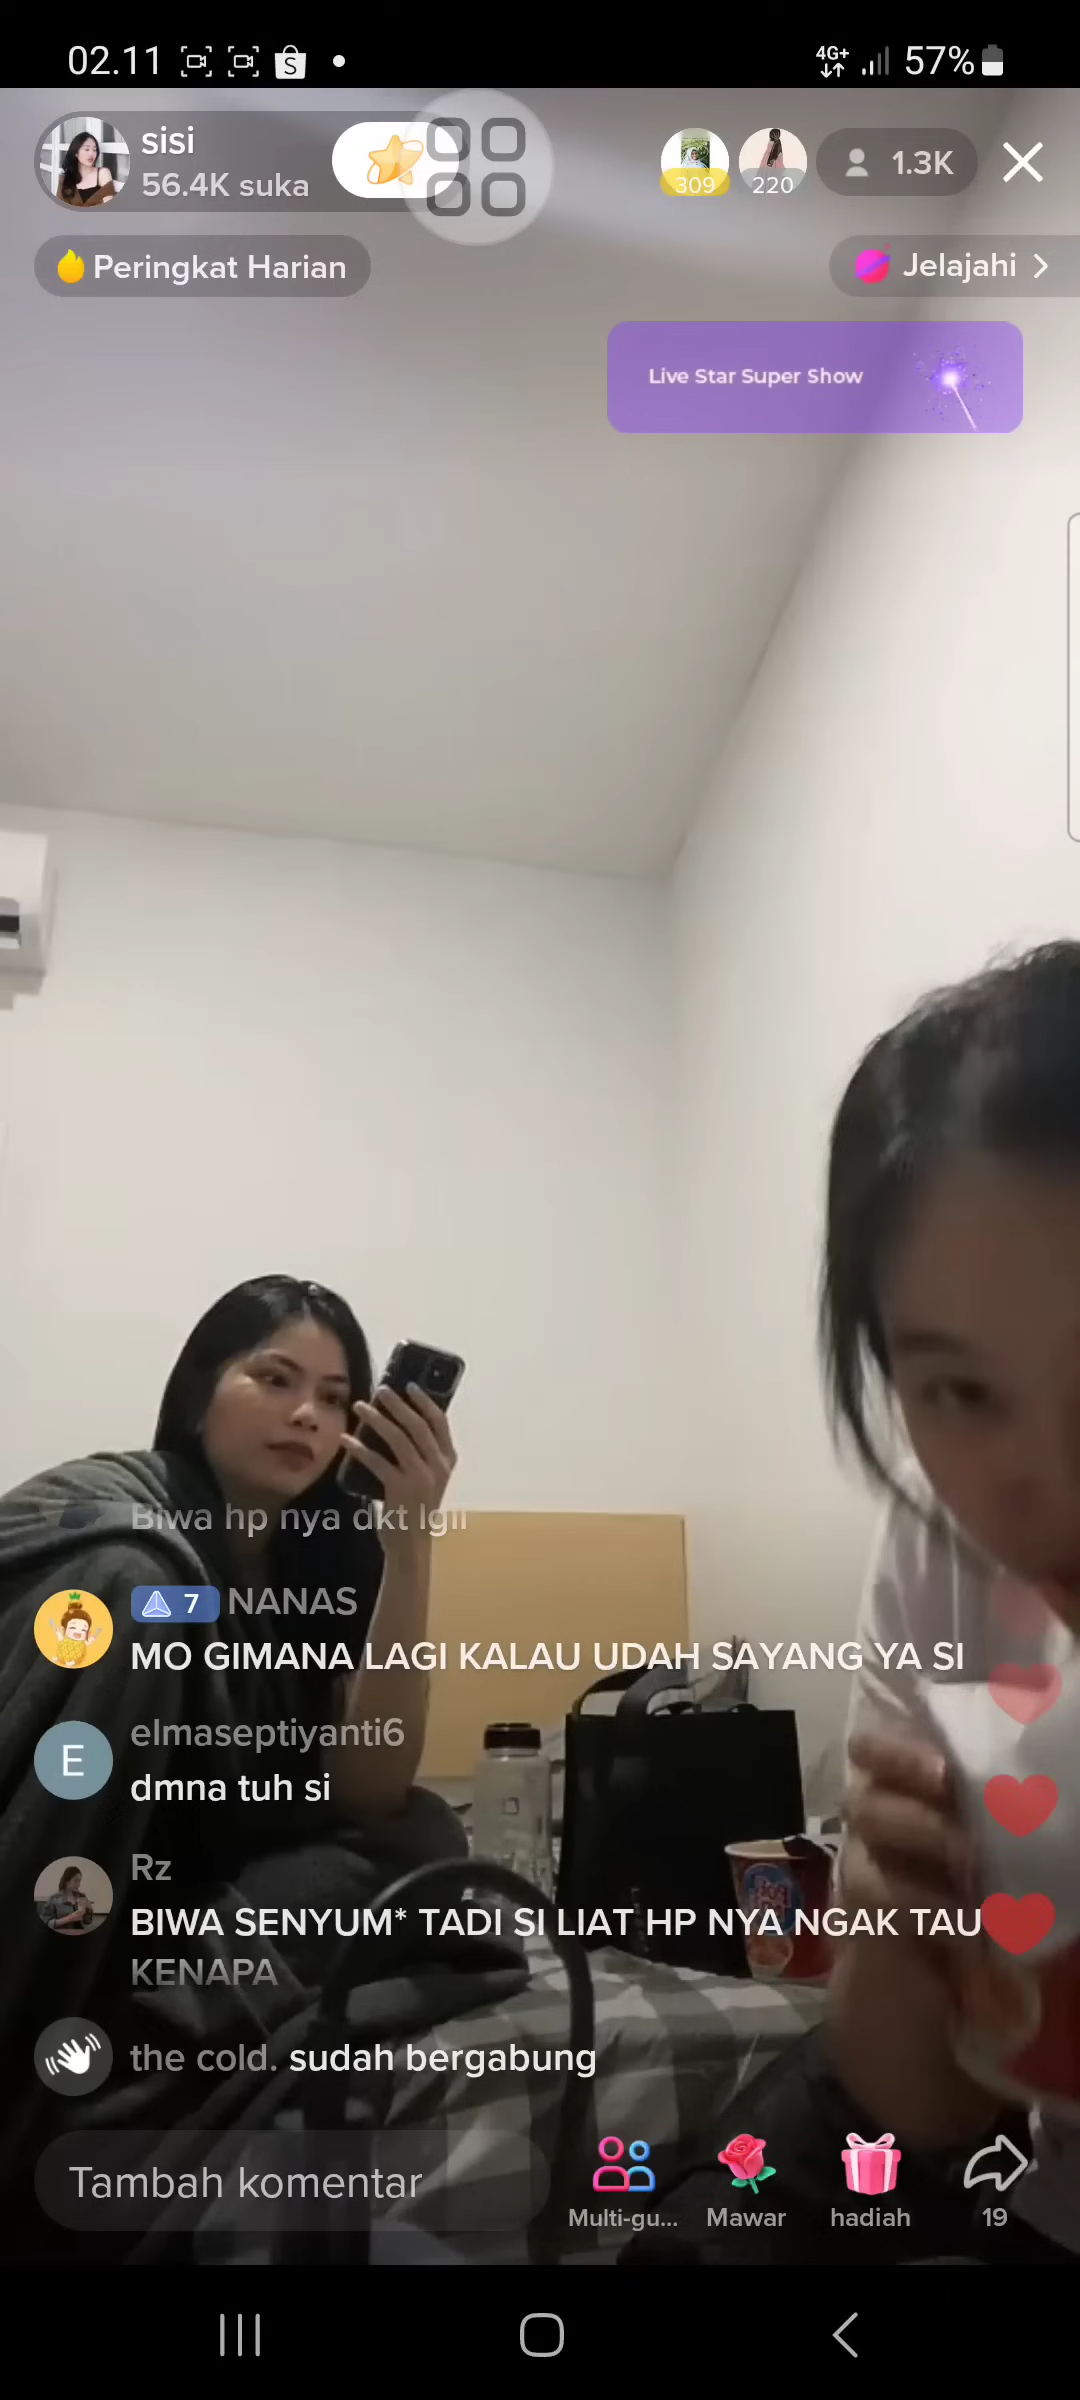 02.11
4G+
57%
sisi
56.4K suka
309
220
1.3K
Peringkat Harian
Jelajahi
Live Star Super Show
Biwa hp nya dkt lgii
7 NANAS
MO GIMANA LAGI KALAU UDAH SAYANG YA SI
elmaseptiyanti6
E
dmna tuh si
Rz
BIWA SENYUM* TADI SI LIAT HP NYA NGAK TAU
KENAPA
the cold. sudah bergabung
Tambah komentar
Multi-gu...
Mawar
hadiah
19